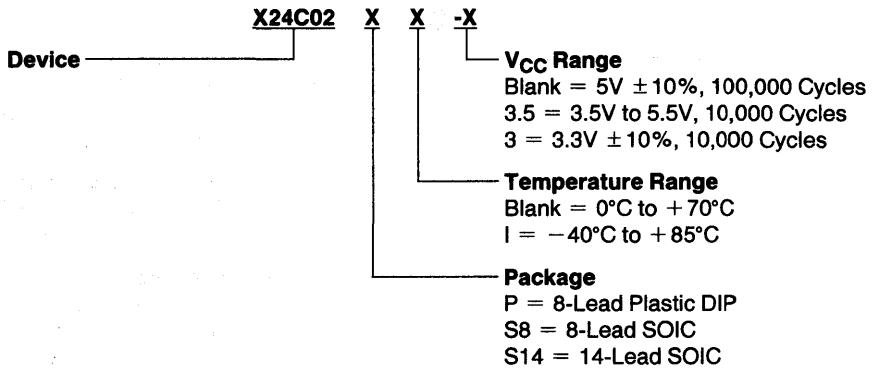 X24C02 X X -X
Device
VCC Range
Blank = 5V ±10%, 100,000 Cycles
3.5 = 3.5V to 5.5V, 10,000 Cycles
3 = 3.3V ±10%, 10,000 Cycles
Temperature Range
Blank = 0°C to +70°C
I = −40°C to +85°C
Package
P = 8-Lead Plastic DIP
S8 = 8-Lead SOIC
S14 = 14-Lead SOIC